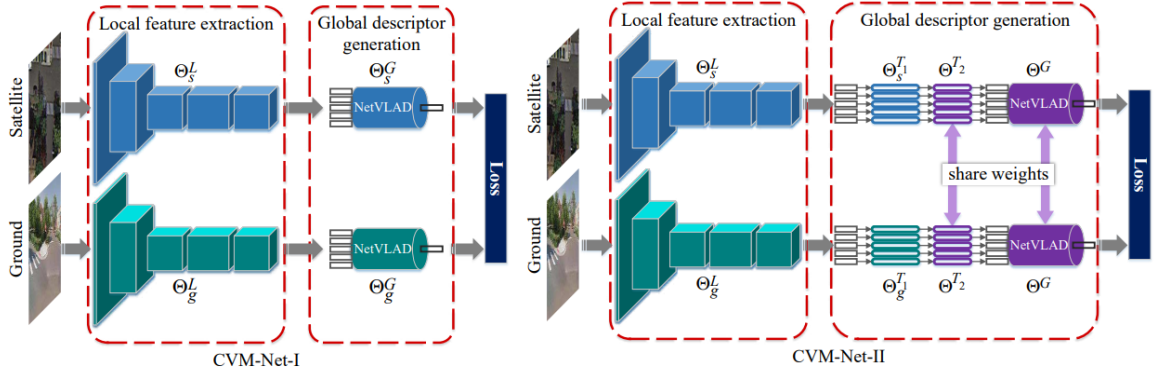 Local feature extraction
Global descriptor
generation
Θ_s^L
Θ_s^G
NetVLAD
Satellite
Loss
Ground
NetVLAD
Θ_g^L
Θ_g^G
CVM-Net-I
Local feature extraction
Global descriptor generation
Θ_s^L
Θ_s^{T_1}
Θ^{T_2}
Θ^G
NetVLAD
Satellite
share weights
Loss
Ground
NetVLAD
Θ_g^L
Θ_g^{T_1}
Θ^{T_2}
Θ^G
CVM-Net-II